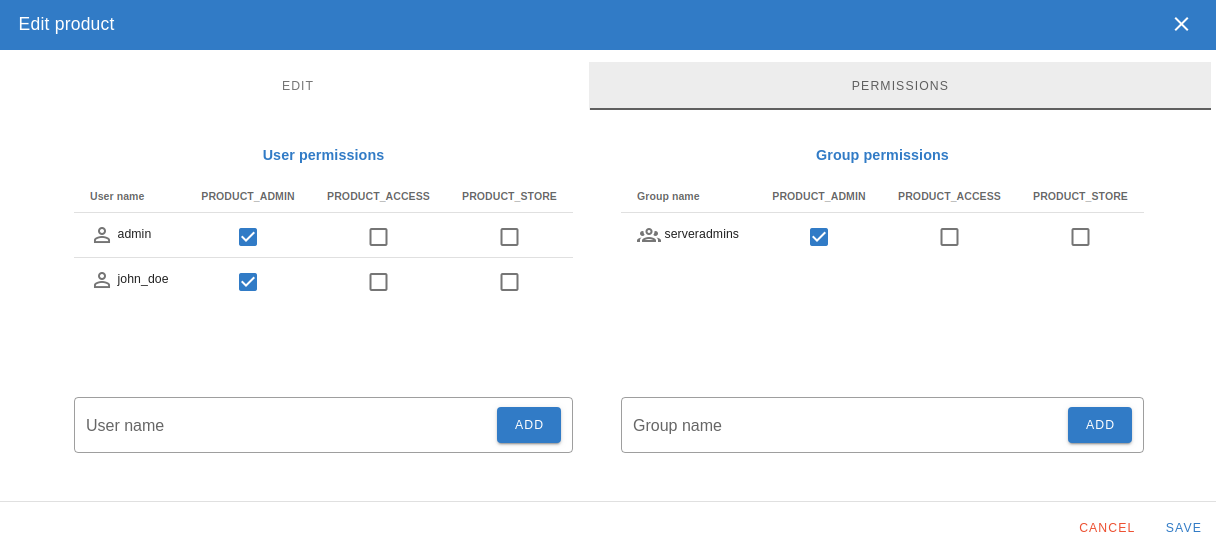 Edit product
EDIT PERMISSIONS
User permissions
User name PRODUCT_ADMIN PRODUCT_ACCESS PRODUCT_STORE
admin
john_doe
User name ADD
Group permissions
Group name PRODUCT_ADMIN PRODUCT_ACCESS PRODUCT_STORE
serveradmins
Group name ADD
CANCEL SAVE